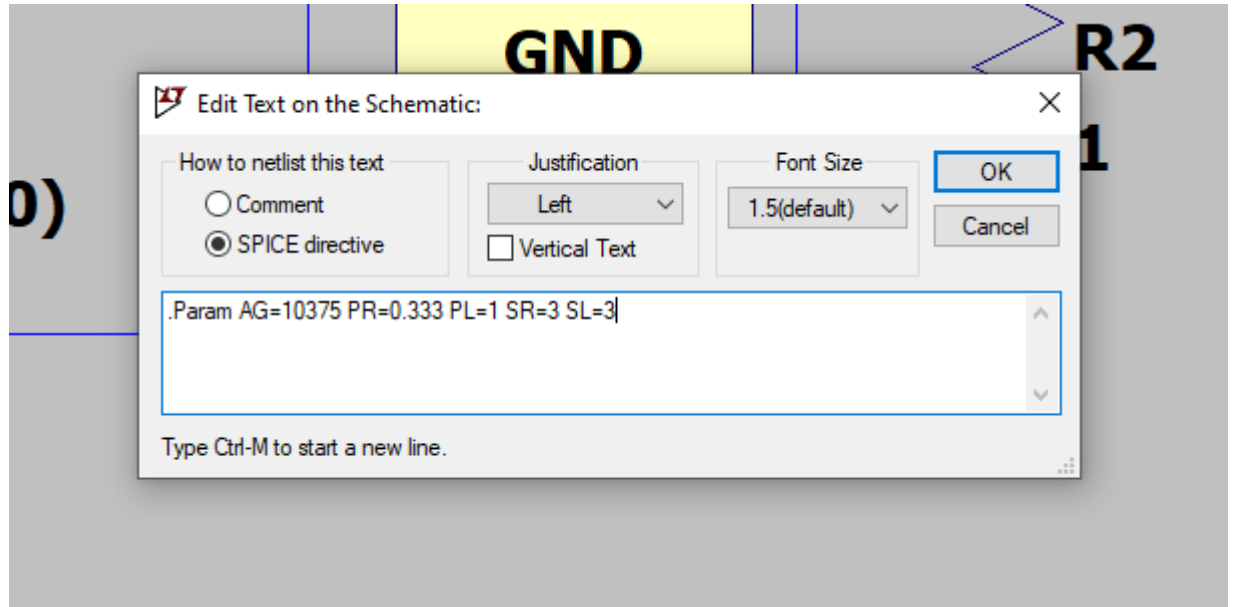 GND
R2
1
0)
Edit Text on the Schematic:
How to netlist this text
Comment
SPICE directive
Justification
Left
Vertical Text
Font Size
1.5(default)
OK
Cancel
.Param AG=10375 PR=0.333 PL=1 SR=3 SL=3
Type Ctrl-M to start a new line.